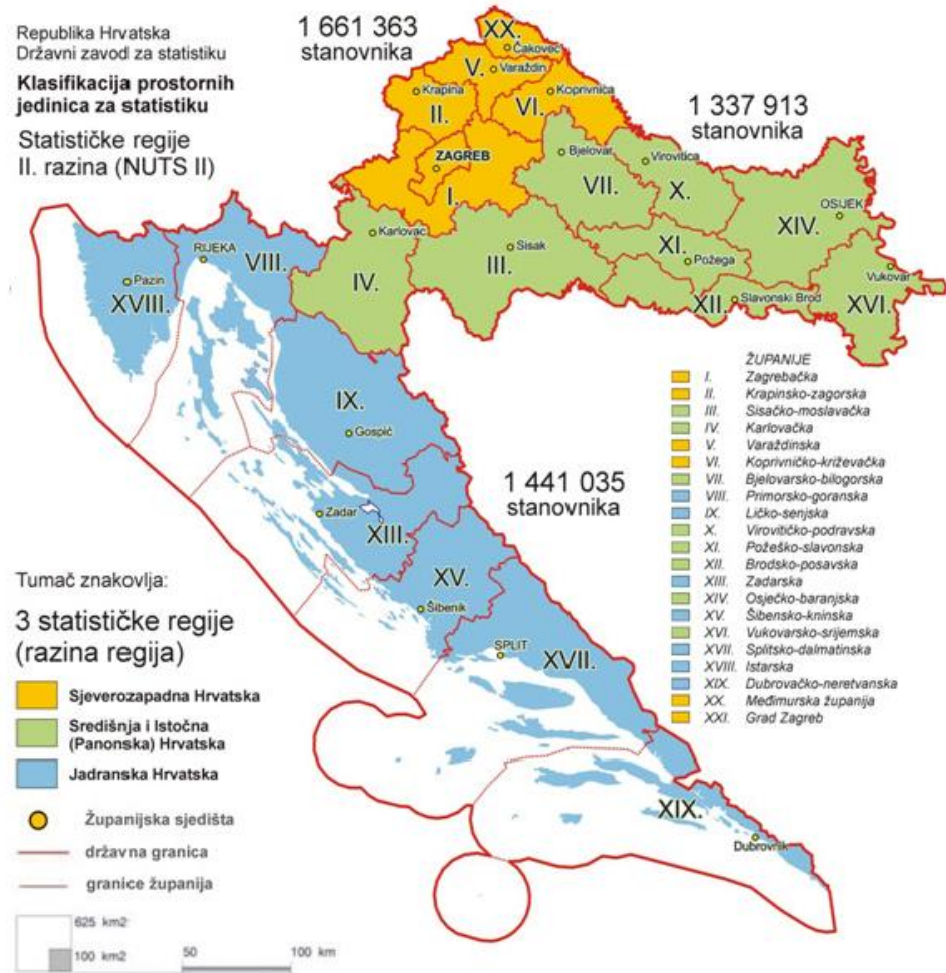 Republika Hrvatska
Državni zavod za statistiku
Klasifikacija prostornih
jedinica za statistiku
Statističke regije
II. razina (NUTS II)
1 661 363
stanovnika
1 337 913
stanovnika
1 441 035
stanovnika
XX.
Čakovec
V.
Varaždin
Krapina
II.
VI.
Koprivnica
ZAGREB
I.
Bjelovar
VII.
Virovitica
X.
OSIJEK
XIV.
Karlovac
IV.
Sisak
III.
XI.
Požega
Vukovar
XII.
Slavonski Brod
XVI.
RIJEKA
VIII.
Pazin
XVIII.
IX.
Gospić
Zadar
XIII.
XV.
Šibenik
SPLIT
XVII.
XIX.
Dubrovnik
ŽUPANIJE
I. Zagrebačka
II. Krapinsko-zagorska
III. Sisačko-moslavačka
IV. Karlovačka
V. Varaždinska
VI. Koprivničko-križevačka
VII. Bjelovarsko-bilogorska
VIII. Primorsko-goranska
IX. Ličko-senjska
X. Virovitičko-podravska
XI. Požeško-slavonska
XII. Brodsko-posavska
XIII. Zadarska
XIV. Osječko-baranjska
XV. Šibensko-kninska
XVI. Vukovarsko-srijemska
XVII. Splitsko-dalmatinska
XVIII. Istarska
XIX. Dubrovačko-neretvanska
XX. Međimurska županija
XXI. Grad Zagreb
Tumač znakovlja:
3 statističke regije
(razina regija)
Sjeverozapadna Hrvatska
Središnja i Istočna
(Panonska) Hrvatska
Jadranska Hrvatska
Županijska sjedišta
državna granica
granice županija
625 km2
100 km2
50
100 km